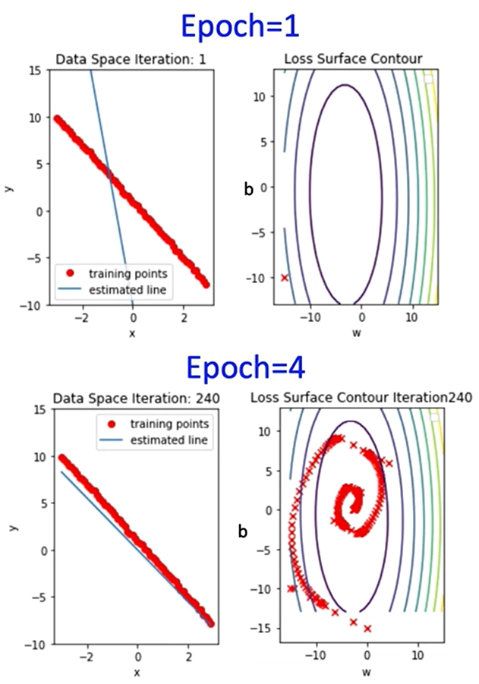 Epoch=1
Data Space Iteration: 1
Loss Surface Contour
15
10
5
0
-5
-10
y
training points
estimated line
-2
0
2
x
10
5
0
-5
-10
b
-10
0
10
w
Epoch=4
Data Space Iteration: 240
Loss Surface Contour Iteration240
15
10
5
0
-5
-10
y
training points
estimated line
-2
0
2
x
10
5
0
-5
-10
-15
b
-10
0
10
w